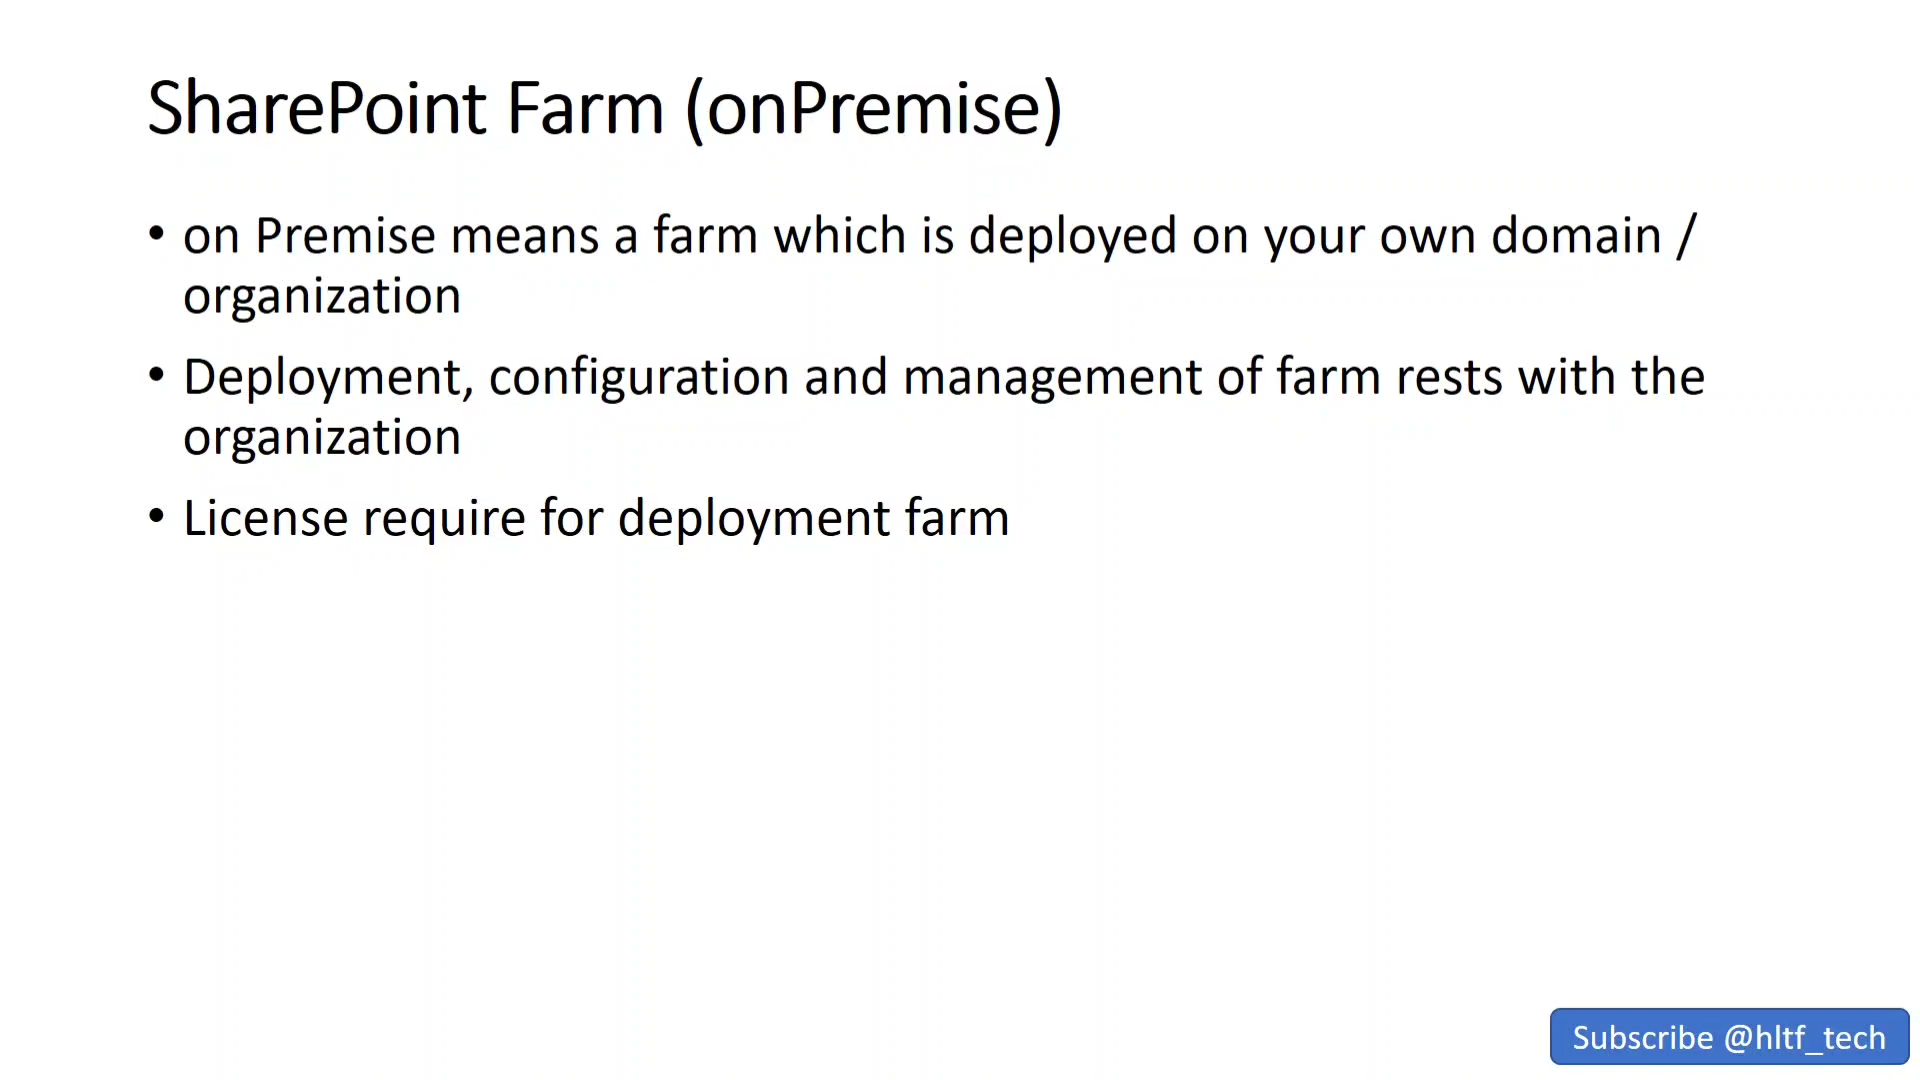 SharePoint Farm (onPremise)
• on Premise means a farm which is deployed on your own domain /
organization
• Deployment, configuration and management of farm rests with the
organization
• License require for deployment farm
Subscribe @hltf_tech